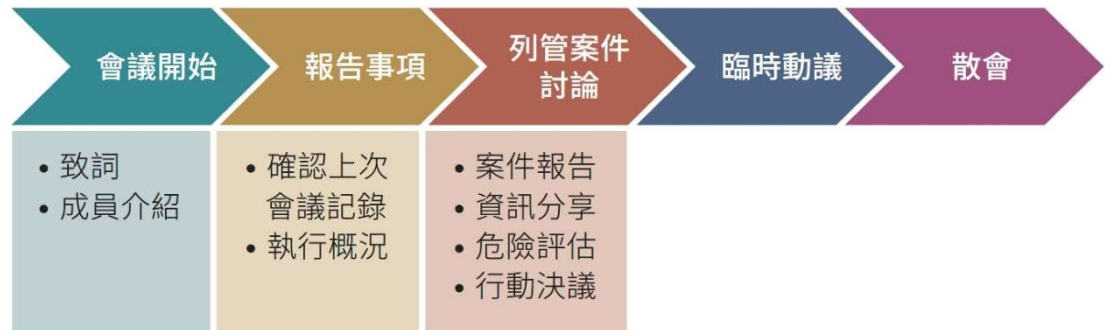 會議開始
報告事項
列管案件
討論
臨時動議
散會
• 致詞
• 成員介紹
• 確認上次
會議記錄
• 執行概況
• 案件報告
• 資訊分享
• 危險評估
• 行動決議